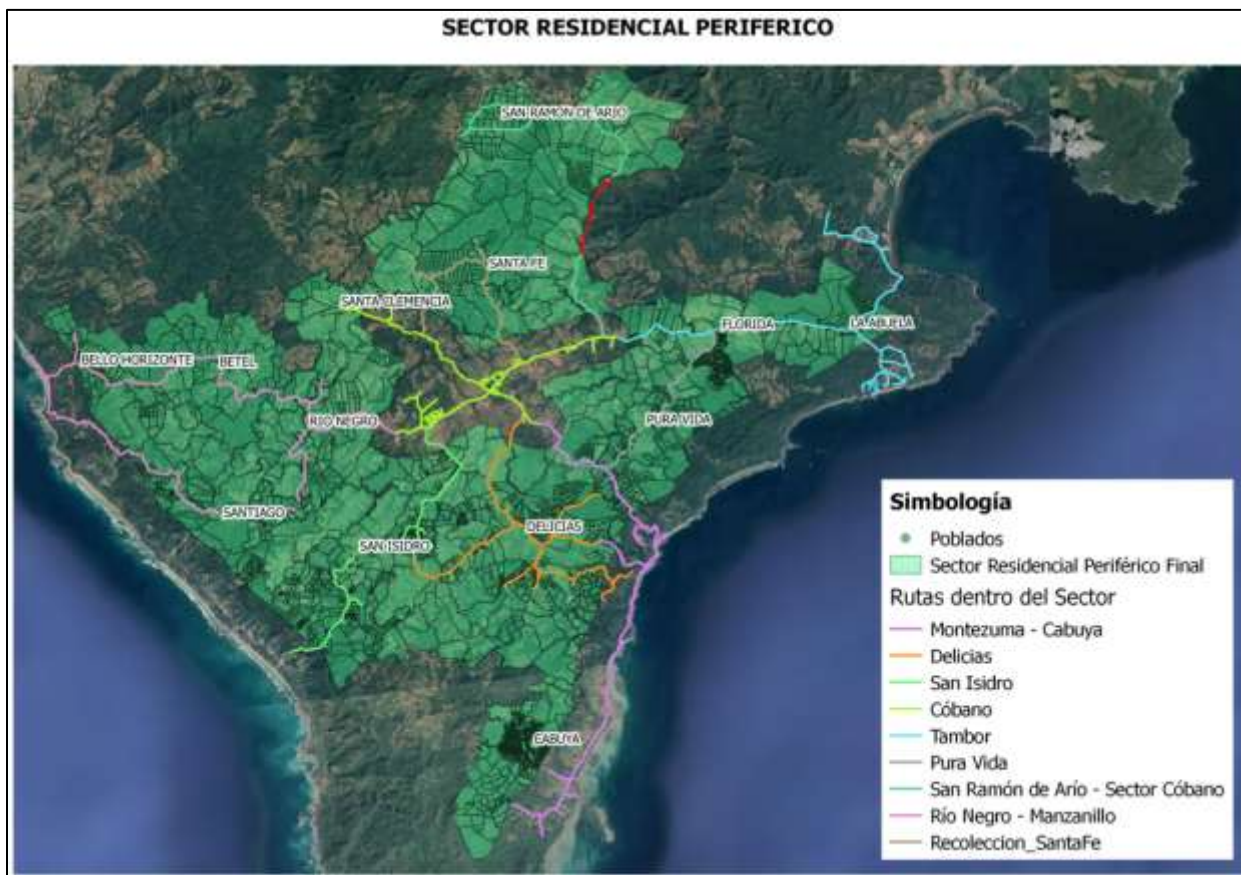 SECTOR RESIDENCIAL PERIFERICO
SAN RAMON DE ARIO
SANTA FE
SANTA CLEMENCIA
FLORIDA
LA ABUELA
BELLO HORIZONTE
BETEL
RIO NEGRO
PURA VIDA
SANTIAGO
DELICIAS
SAN ISIDRO
CABUYA
Simbología
Poblados
Sector Residencial Periférico Final
Rutas dentro del Sector
Montezuma - Cabuya
Delicias
San Isidro
Cóbano
Tambor
Pura Vida
San Ramón de Arío - Sector Cóbano
Río Negro - Manzanillo
Recoleccion_SantaFe